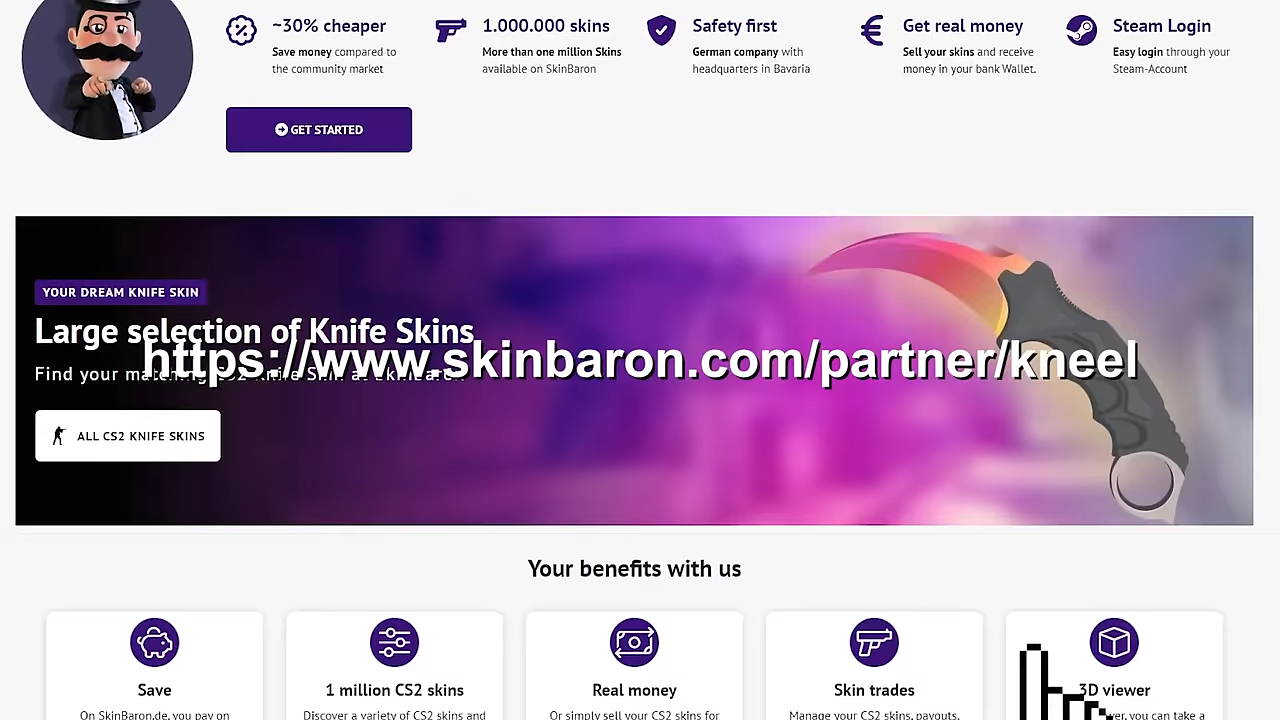 ~30% cheaper
Save money compared to
the community market
1.000.000 skins
More than one million Skins
available on SkinBaron
Safety first
German company with
headquarters in Bavaria
Get real money
Sell your skins and receive
money in your bank Wallet.
Steam Login
Easy login through your
Steam-Account
GET STARTED
YOUR DREAM KNIFE SKIN
Large selection of Knife Skins
https://www.skinbaron.com/partner/kneel
Find your matching CS2 Knife Skin at SkinBaron
ALL CS2 KNIFE SKINS
Your benefits with us
Save
On SkinBaron.de, you pay on
1 million CS2 skins
Discover a variety of CS2 skins and
Real money
Or simply sell your CS2 skins for
Skin trades
Manage your CS2 skins, payouts,
3D viewer
you can take a